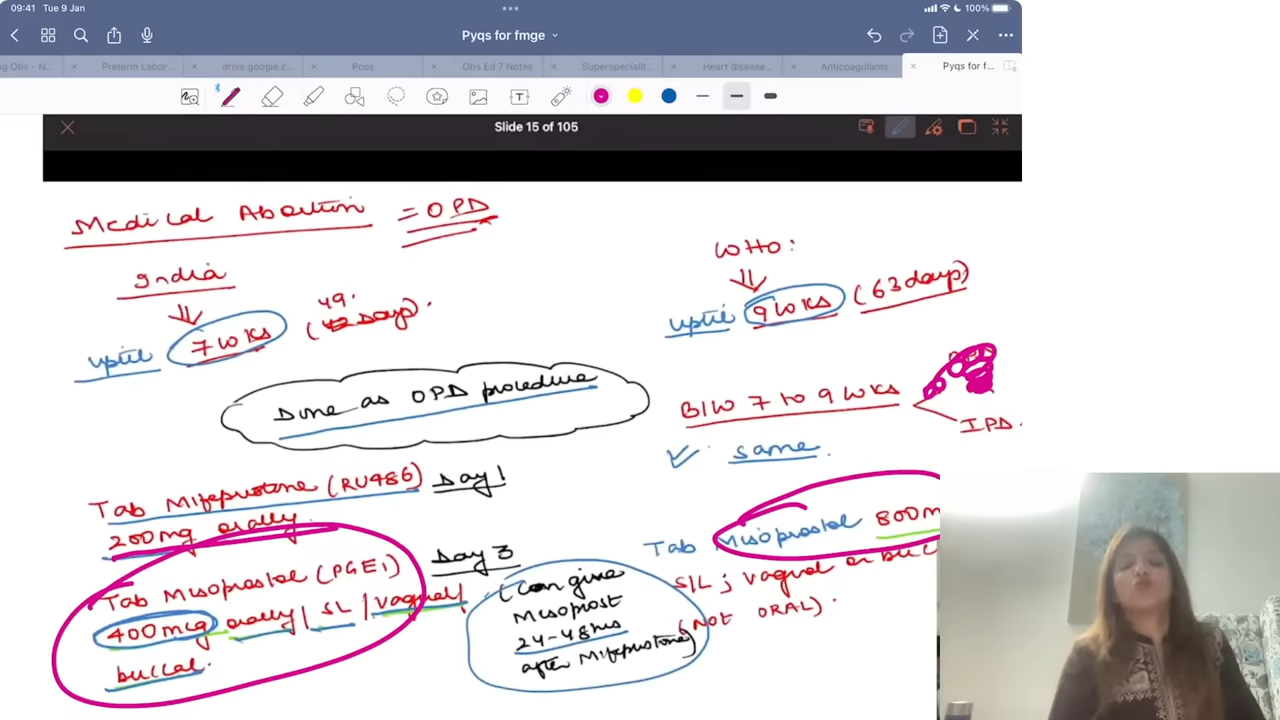 09:41 Tue 9 Jan
100%
Pyqs for fmge
ng Obs - N...
Preterm Labor...
drive.google.c...
Pcos
Obs Ed 7 Notes
Superspecialit...
Heart disease...
Anticoagulants
Pyqs for f...
Slide 15 of 105
Medical Abortion = OPD
India
uptil 7 wks (49 days).
WHO:
uptil 9 wks (63 days)
Done as OPD procedure
B/W 7 to 9 wks
IPD.
same.
Tab Mifepristone (RU486) Day 1
200mg orally.
Day 3
Tab Misoprostol (PGE1)
400mcg orally / SL / vaginal /
buccal.
(Can give
Misoprost
24-48hrs
after Mifepristone)
Tab Misoprostol 800m
S/L; vaginal or buc
(NOT ORAL).